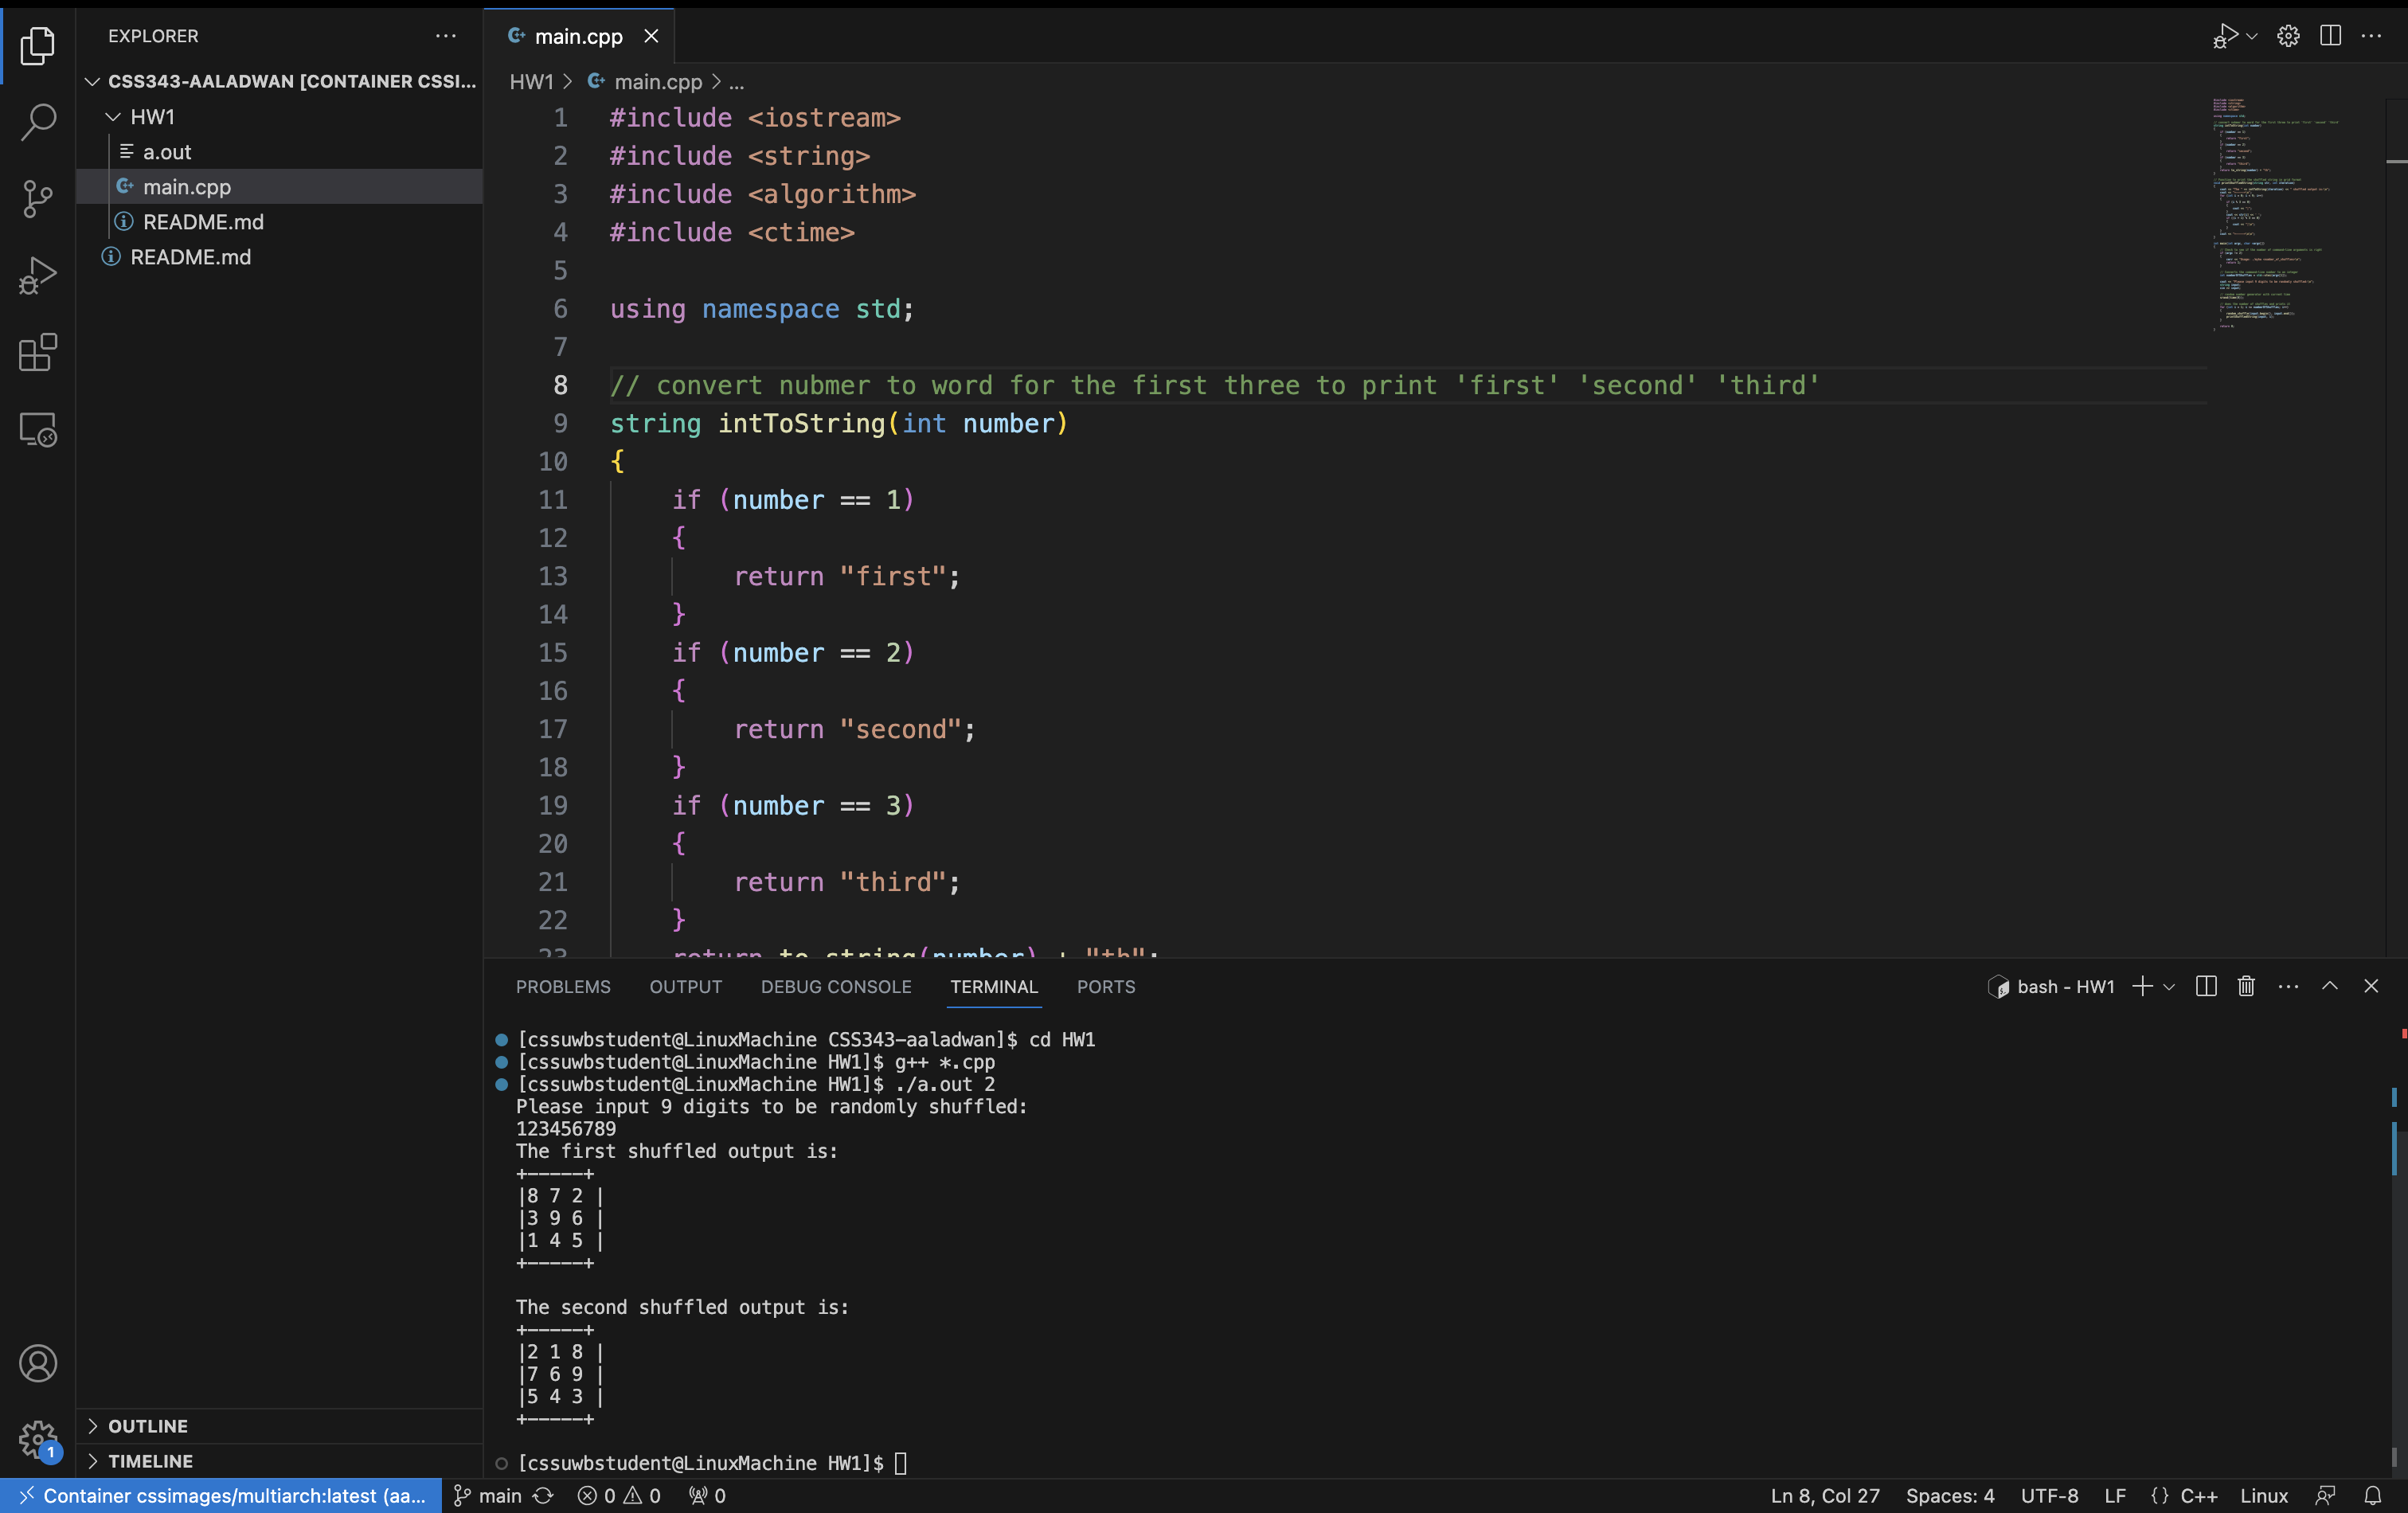 EXPLORER
CSS343-AALADWAN [CONTAINER CSSI...
HW1
a.out
main.cpp
README.md
README.md
OUTLINE
TIMELINE
main.cpp
HW1 > main.cpp > ...
1 #include <iostream>
2 #include <string>
3 #include <algorithm>
4 #include <ctime>
5
6 using namespace std;
7
8 // convert nubmer to word for the first three to print 'first' 'second' 'third'
9 string intToString(int number)
10 {
11 if (number == 1)
12 {
13 return "first";
14 }
15 if (number == 2)
16 {
17 return "second";
18 }
19 if (number == 3)
20 {
21 return "third";
22 }
23 return to_string(number) + "th";
PROBLEMS OUTPUT DEBUG CONSOLE TERMINAL PORTS
bash - HW1
[cssuwbstudent@LinuxMachine CSS343-aaladwan]$ cd HW1
[cssuwbstudent@LinuxMachine HW1]$ g++ *.cpp
[cssuwbstudent@LinuxMachine HW1]$ ./a.out 2
Please input 9 digits to be randomly shuffled:
123456789
The first shuffled output is:
+-----+
|8 7 2 |
|3 9 6 |
|1 4 5 |
+-----+
The second shuffled output is:
+-----+
|2 1 8 |
|7 6 9 |
|5 4 3 |
+-----+
[cssuwbstudent@LinuxMachine HW1]$
1
Container cssimages/multiarch:latest (aa... main 0 0 0 Ln 8, Col 27 Spaces: 4 UTF-8 LF {} C++ Linux